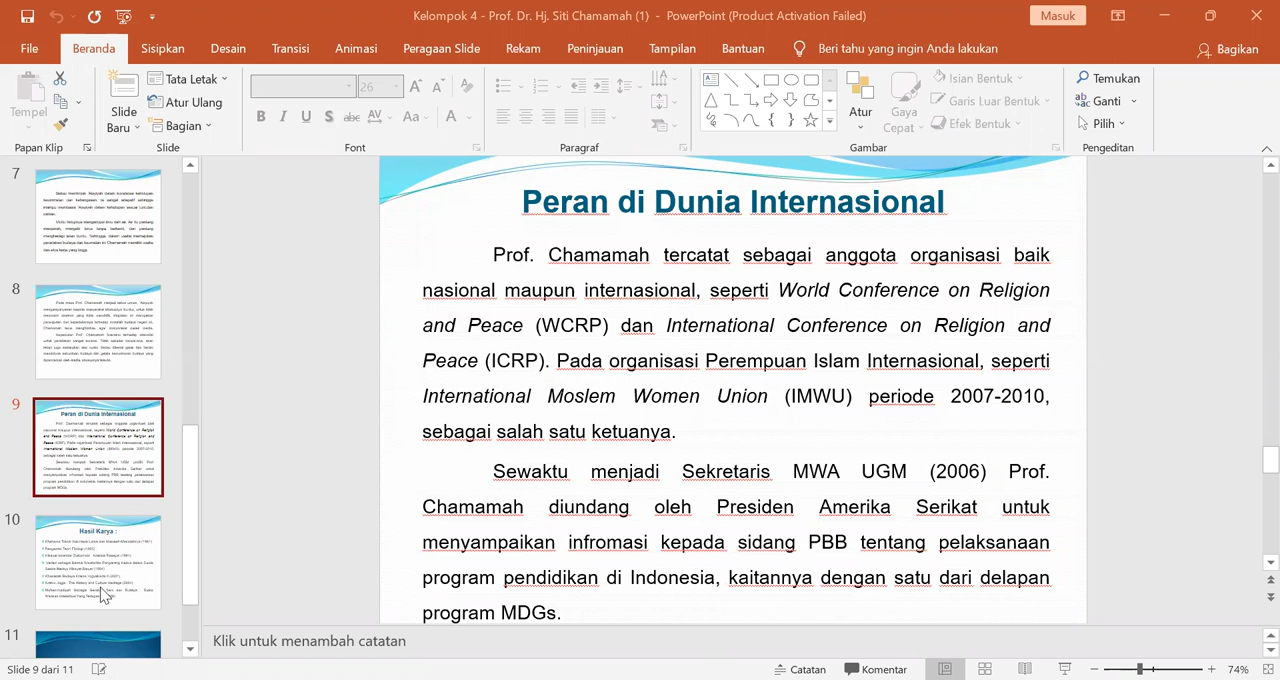 Kelompok 4 - Prof. Dr. Hj. Siti Chamamah (1) - PowerPoint (Product Activation Failed)
Masuk
File Beranda Sisipkan Desain Transisi Animasi Peragaan Slide Rekam Peninjauan Tampilan Bantuan Beri tahu yang ingin Anda lakukan Bagikan
Tempel
Slide Baru
Tata Letak
Atur Ulang
Bagian
26
Atur
Gaya Cepat
Isian Bentuk
Garis Luar Bentuk
Efek Bentuk
Temukan
Ganti
Pilih
Papan Klip Slide Font Paragraf Gambar Pengeditan
7
8
9
Peran di Dunia Internasional
10
Hasil Karya :
11
Peran di Dunia Internasional
Prof. Chamamah tercatat sebagai anggota organisasi baik
nasional maupun internasional, seperti World Conference on Religion
and Peace (WCRP) dan International Conference on Religion and
Peace (ICRP). Pada organisasi Perempuan Islam Internasional, seperti
International Moslem Women Union (IMWU) periode 2007-2010,
sebagai salah satu ketuanya.
Sewaktu menjadi Sekretaris MWA UGM (2006) Prof.
Chamamah diundang oleh Presiden Amerika Serikat untuk
menyampaikan infromasi kepada sidang PBB tentang pelaksanaan
program pendidikan di Indonesia, kaitannya dengan satu dari delapan
program MDGs.
Klik untuk menambah catatan
Slide 9 dari 11
Catatan Komentar
74%